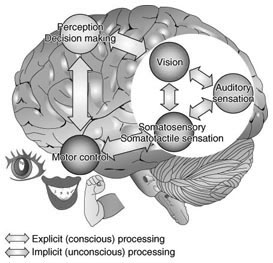 Perception
Decision making
Vision
Auditory
sensation
Somatosensory
Somatotactile sensation
Motor control
Explicit (conscious) processing
Implicit (unconscious) processing